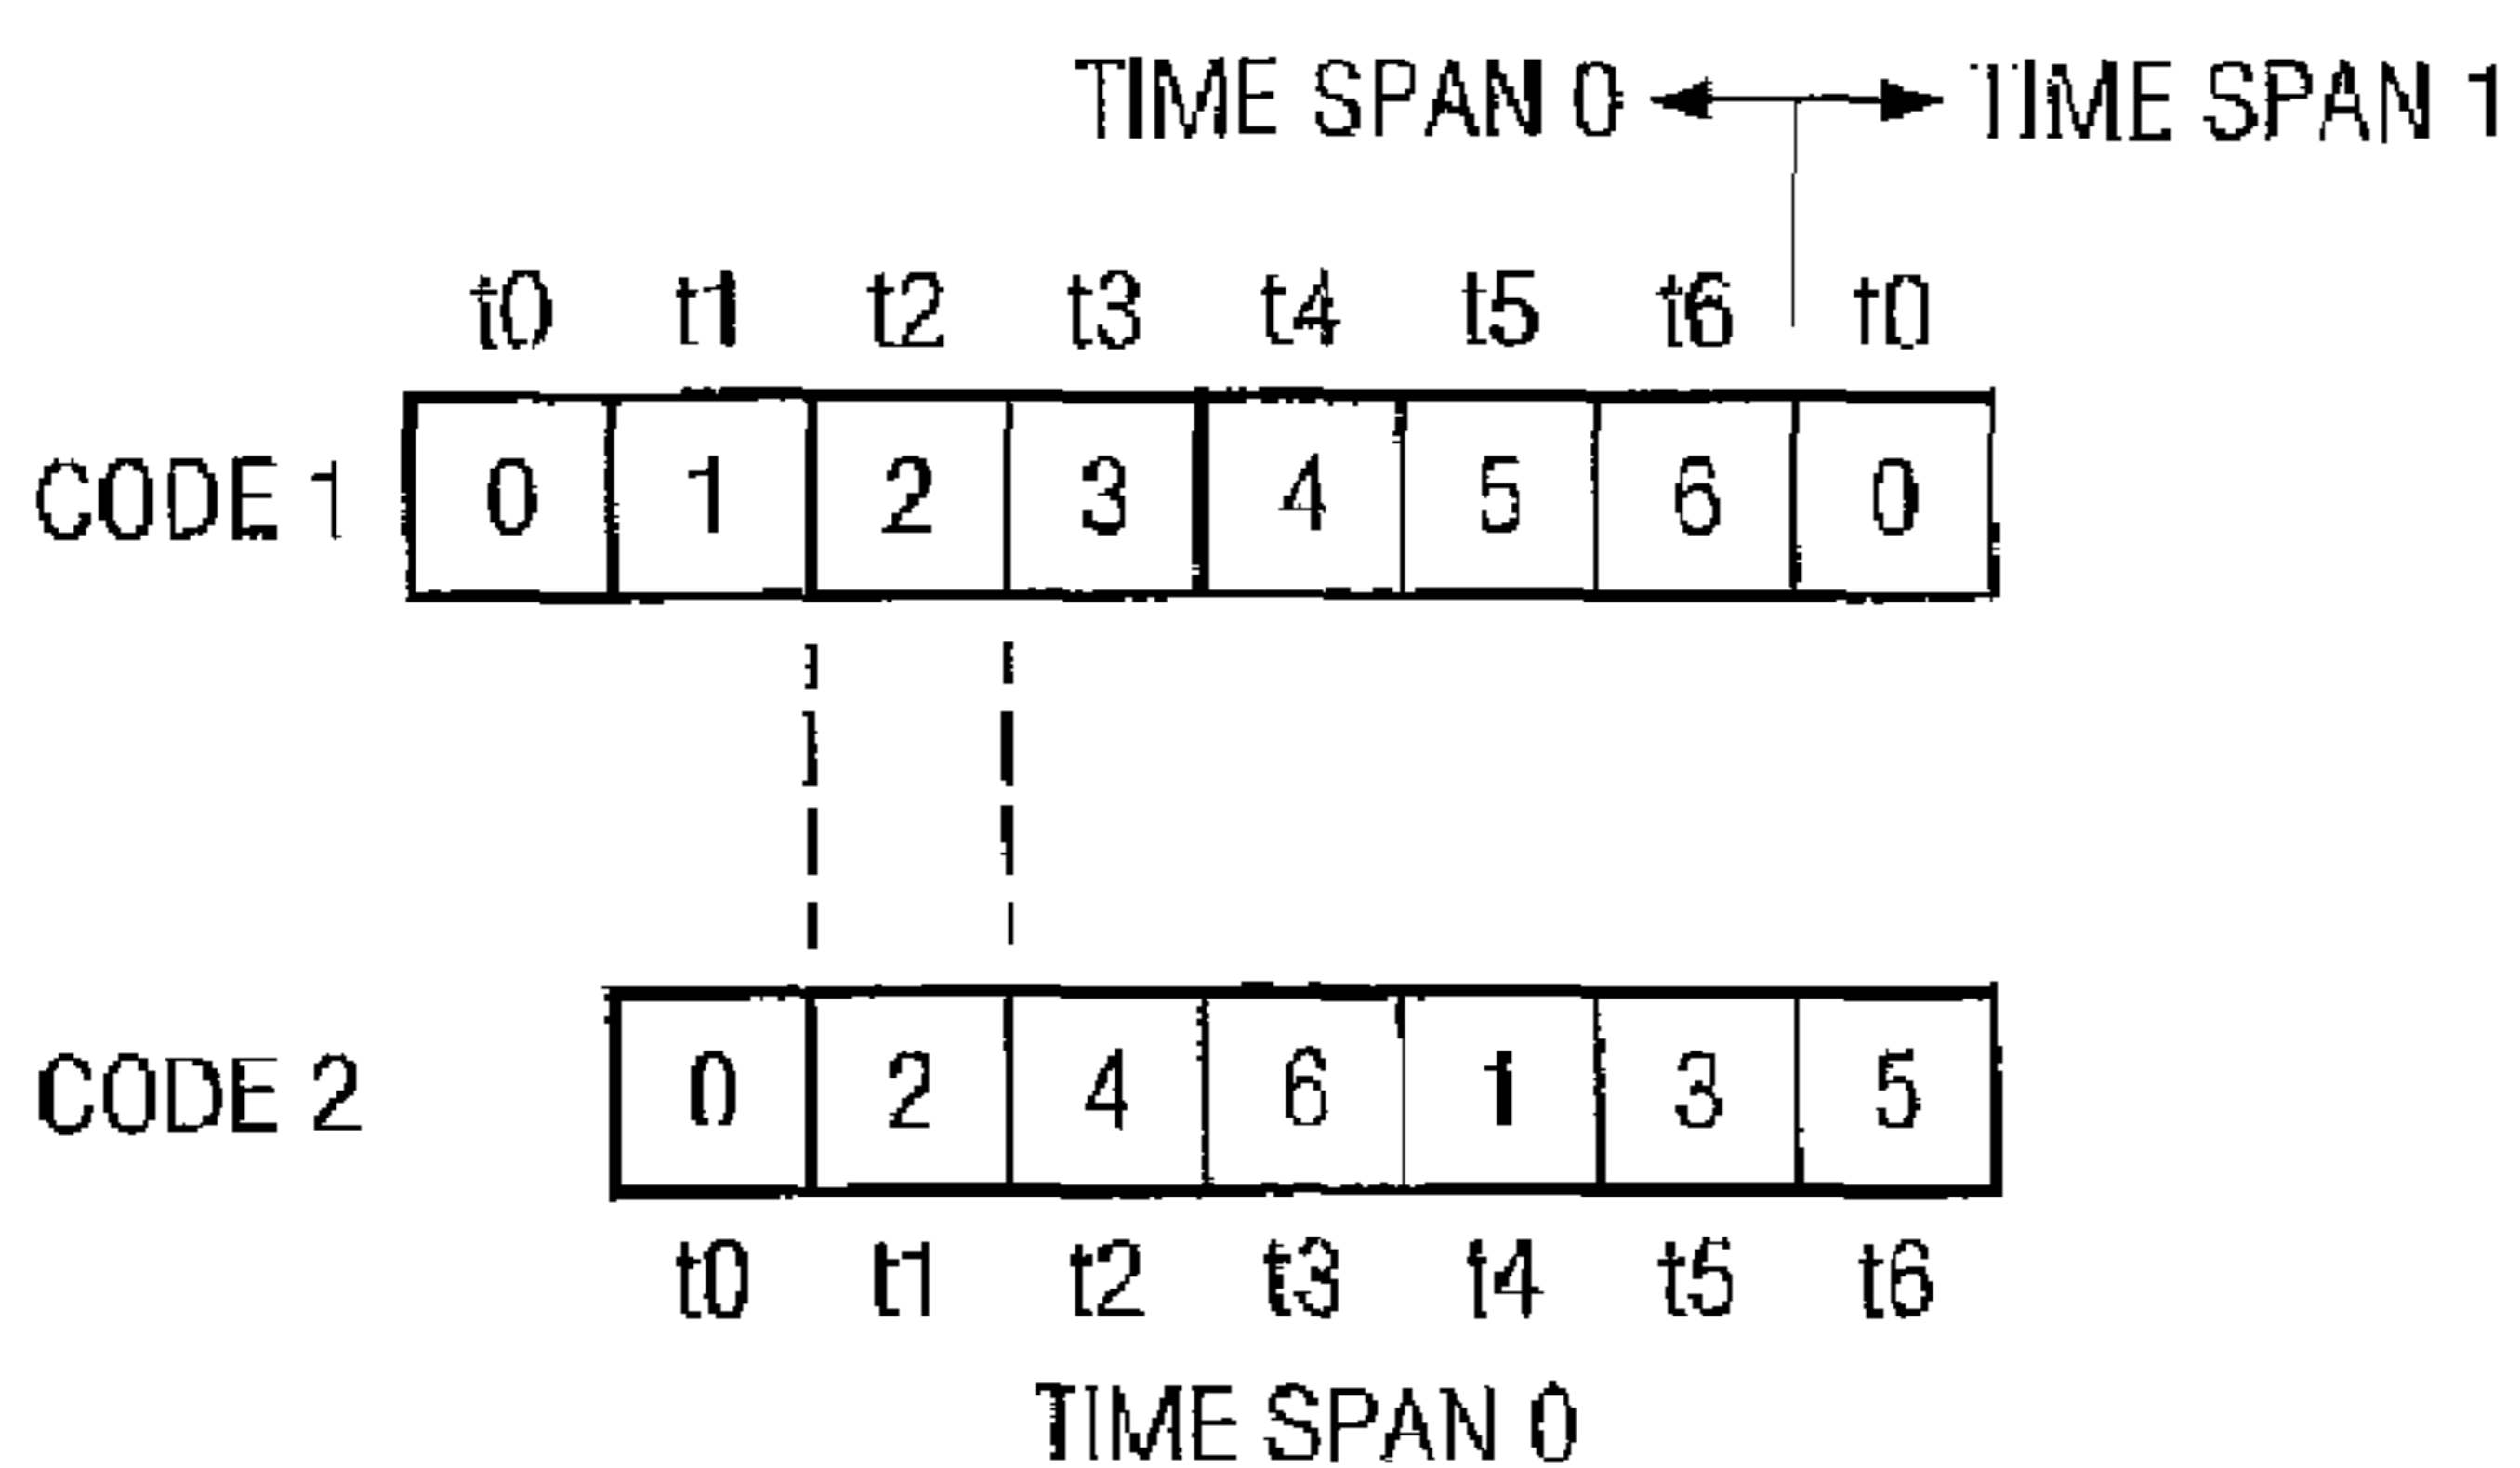 TIME SPAN 0 TIME SPAN 1
t0 t1 t2 t3 t4 t5 t6 t0
CODE 1 0 1 2 3 4 5 6 0
CODE 2 0 2 4 6 1 3 5
t0 t1 t2 t3 t4 t5 t6
TIME SPAN 0